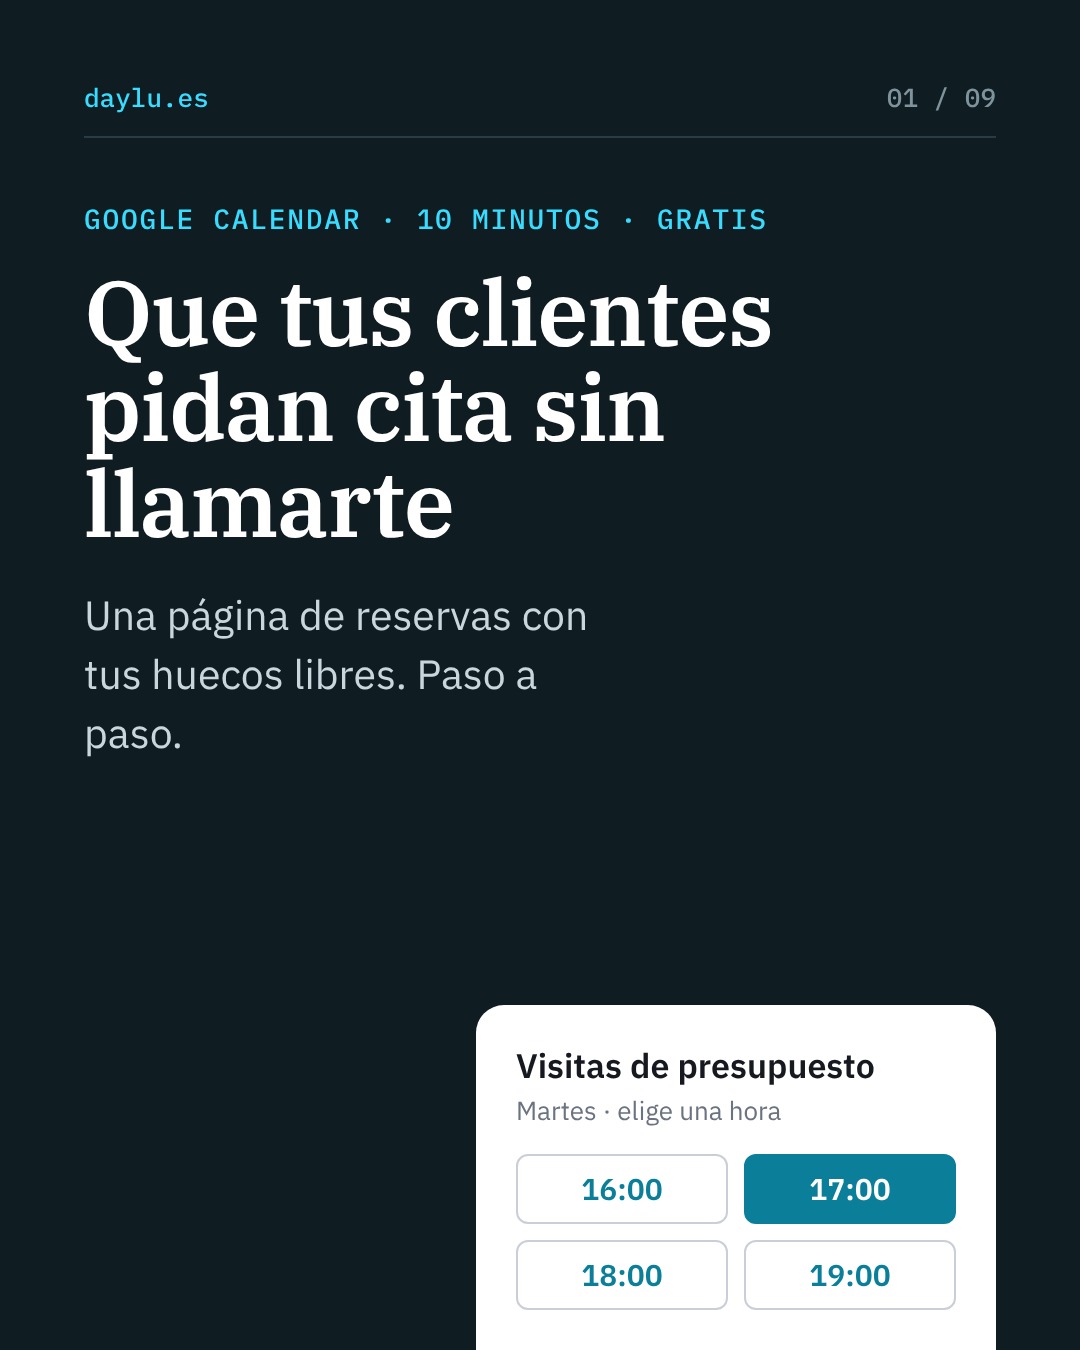 daylu.es
01 / 09
GOOGLE CALENDAR · 10 MINUTOS · GRATIS
Que tus clientes
pidan cita sin
llamarte
Una página de reservas con
tus huecos libres. Paso a
paso.
Visitas de presupuesto
Martes · elige una hora
16:00
17:00
18:00
19:00